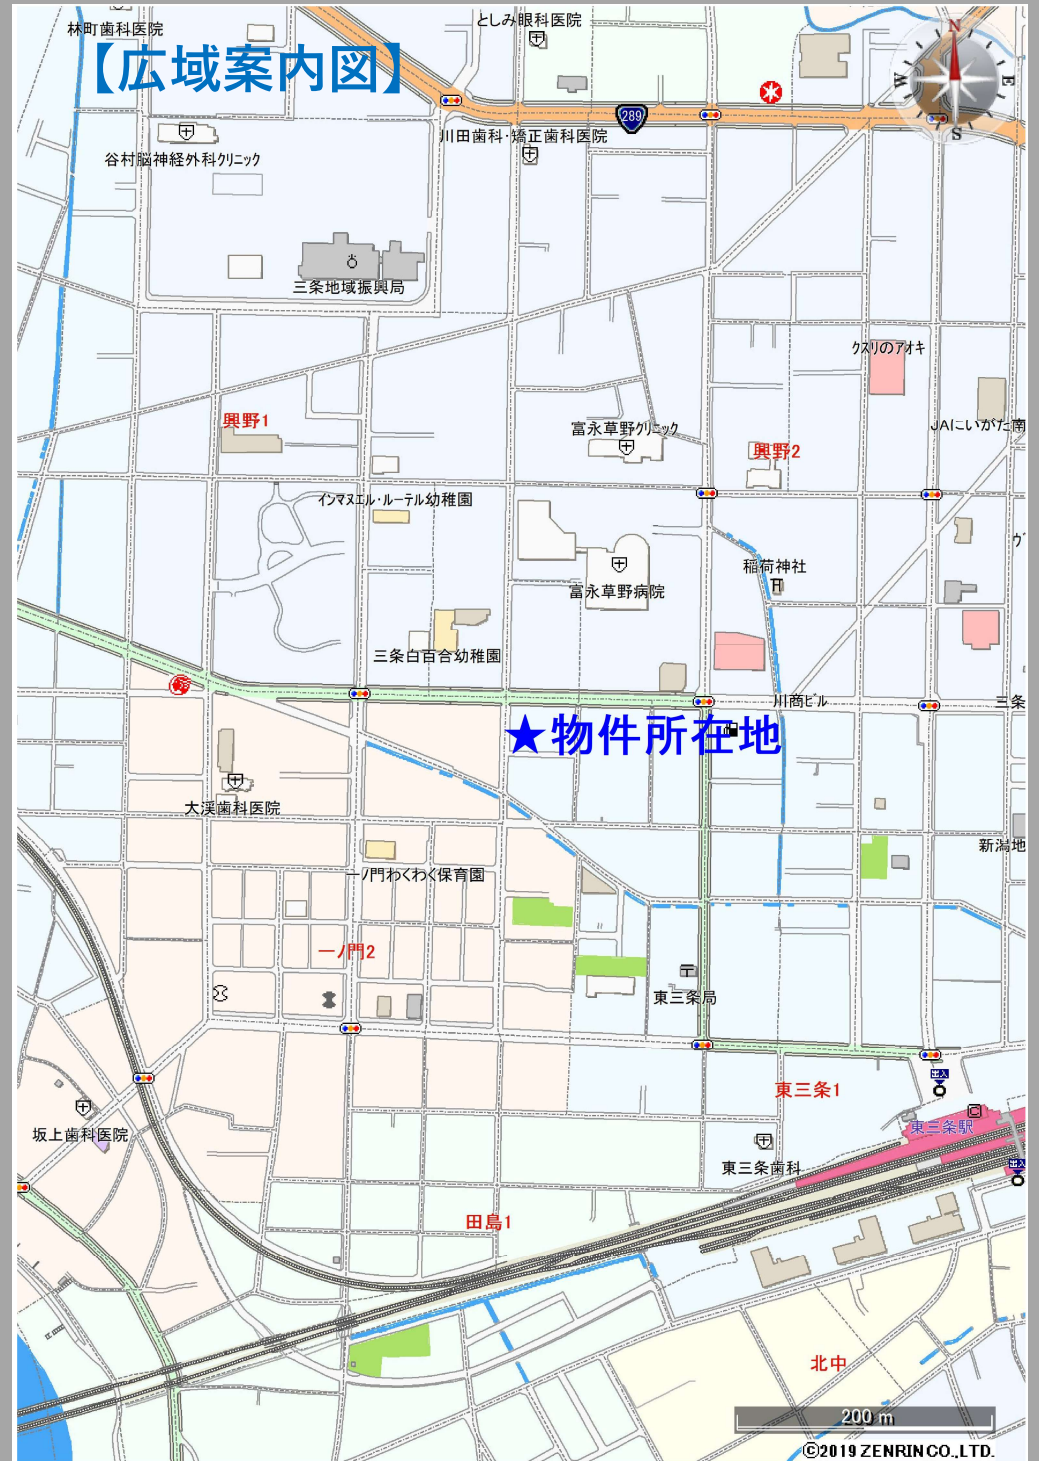 林町歯科医院
としみ眼科医院
【広域案内図】
N
E
W
S
289
川田歯科・矯正歯科医院
谷村脳神経外科クリニック
三条地域振興局
クスリのアオキ
興野1
富永草野クリニック
JAにいがた南
興野2
インマヌエル・ルーテル幼稚園
ヴ
稲荷神社
富永草野病院
三条白百合幼稚園
川商ビル
三条
★物件所在地
大渓歯科医院
新潟地
一ノ門わくわく保育園
一ノ門2
東三条局
出入
東三条1
東三条駅
坂上歯科医院
東三条歯科
出入
田島1
北中
200 m
©2019 ZENRIN CO.,LTD.